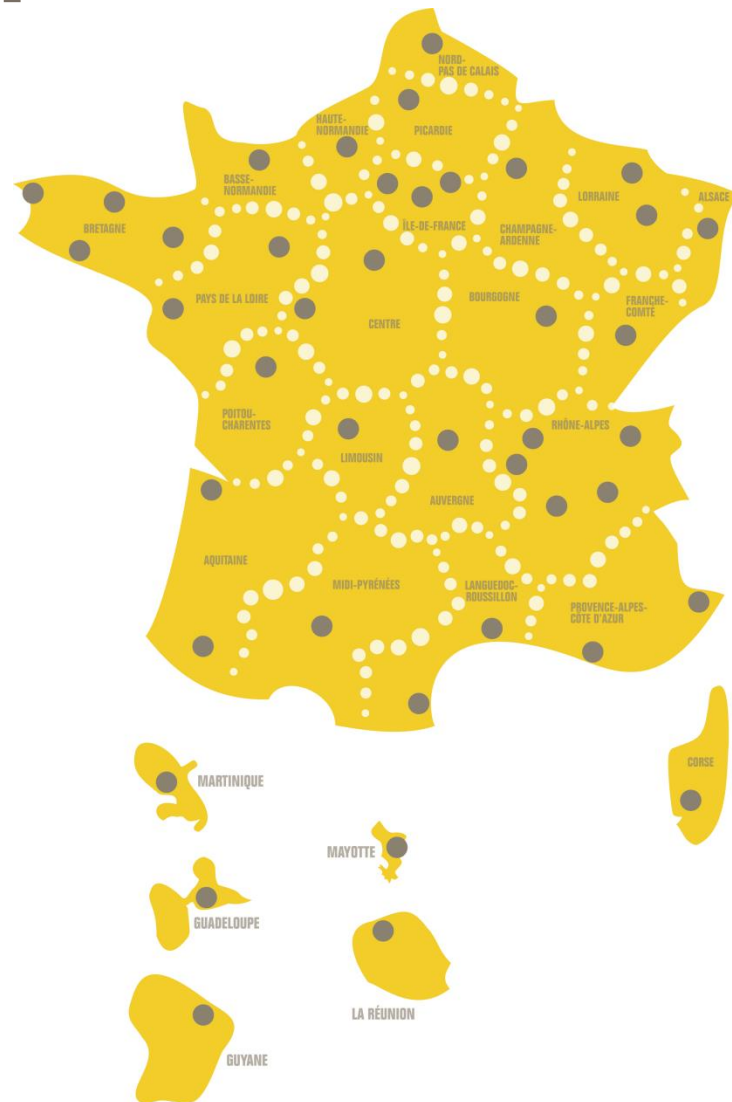 NORD-
PAS DE CALAIS
HAUTE-
NORMANDIE
PICARDIE
BASSE-
NORMANDIE
LORRAINE
ALSACE
BRETAGNE
ÎLE-DE-FRANCE
CHAMPAGNE-
ARDENNE
PAYS DE LA LOIRE
BOURGOGNE
FRANCHE-
COMTÉ
CENTRE
POITOU-
CHARENTES
RHÔNE-ALPES
LIMOUSIN
AUVERGNE
AQUITAINE
MIDI-PYRÉNÉES
LANGUEDOC-
ROUSSILLON
PROVENCE-ALPES-
CÔTE D'AZUR
CORSE
MARTINIQUE
MAYOTTE
GUADELOUPE
LA RÉUNION
GUYANE